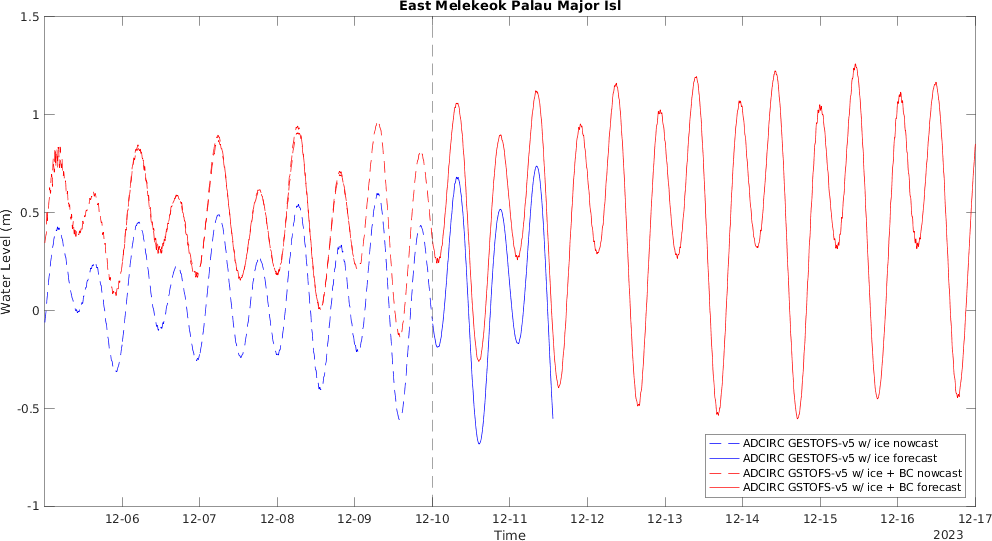 East Melekeok Palau Major Isl
1.5
1
0.5
0
-0.5
-1
Water Level (m)
12-06
12-07
12-08
12-09
12-10
12-11
12-12
12-13
12-14
12-15
12-16
12-17
Time
2023
ADCIRC GESTOFS-v5 w/ ice nowcast
ADCIRC GESTOFS-v5 w/ ice forecast
ADCIRC GSTOFS-v5 w/ ice + BC nowcast
ADCIRC GSTOFS-v5 w/ ice + BC forecast